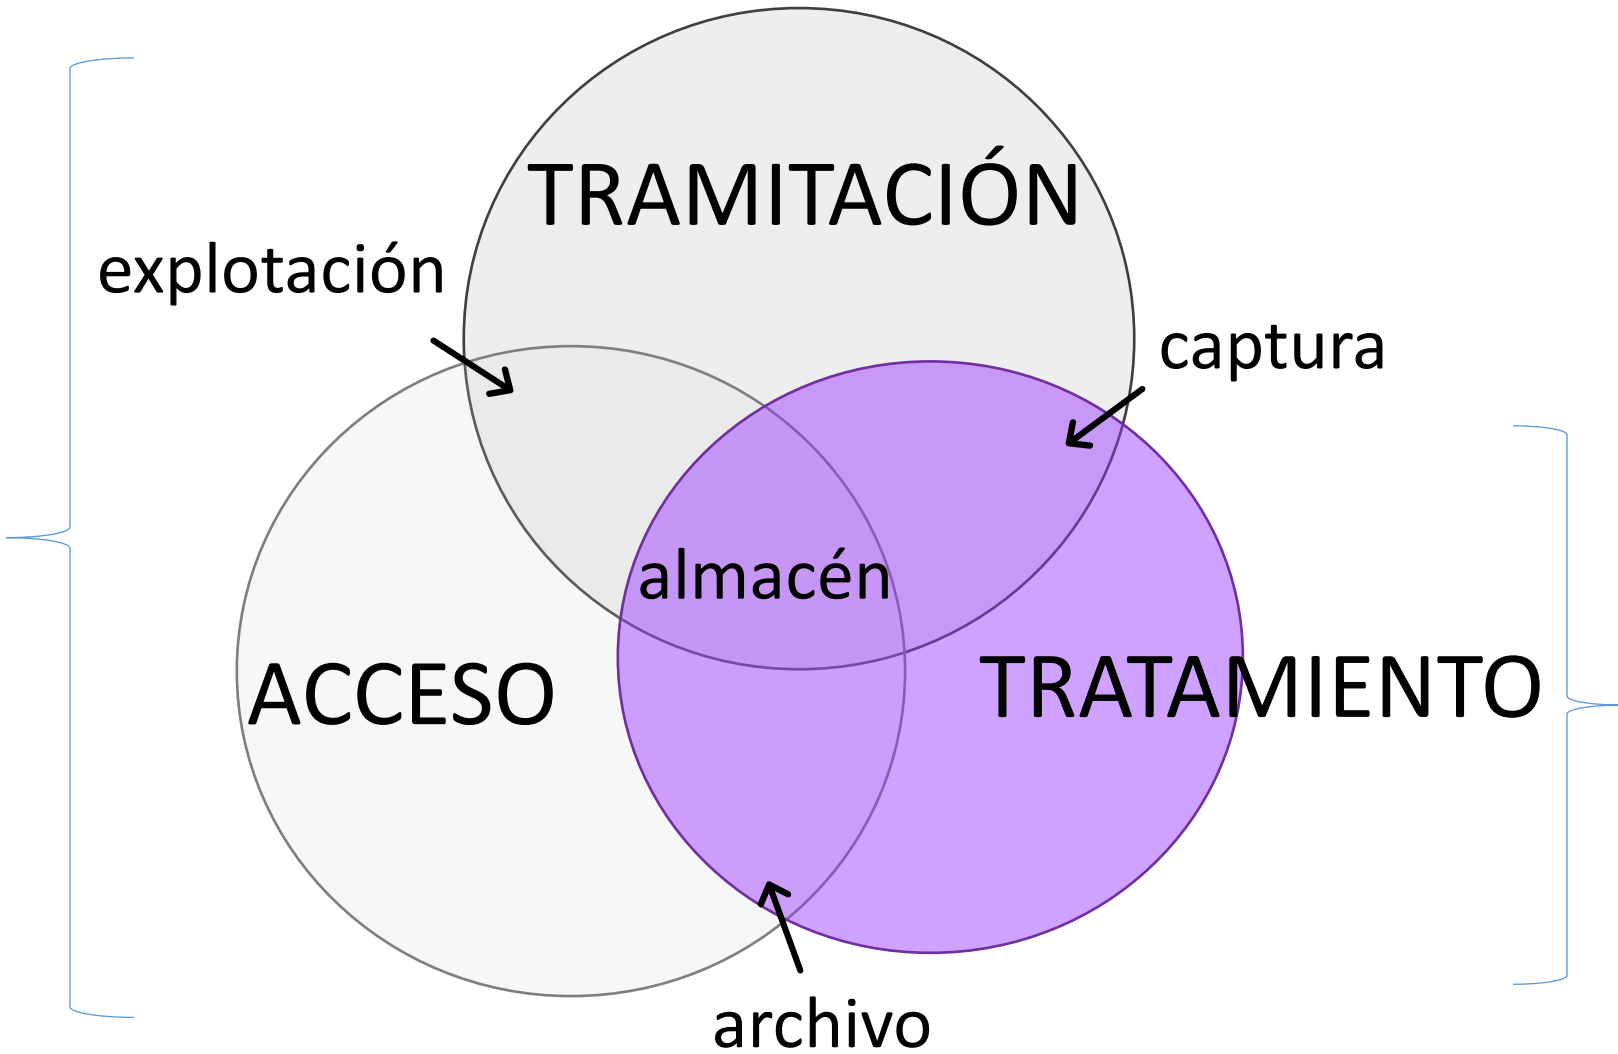 TRAMITACIÓN
explotación
captura
almacén
ACCESO
TRATAMIENTO
archivo